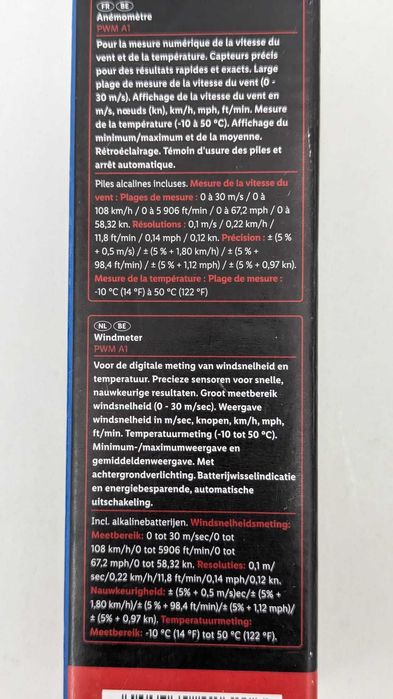 FR BE
Anémomètre
PWM A1
Pour la mesure numérique de la vitesse du
vent et de la température. Capteurs précis
pour des résultats rapides et exacts. Large
plage de mesure de la vitesse du vent (0 -
30 m/s). Affichage de la vitesse du vent en
m/s, nœuds (kn), km/h, mph, ft/min. Mesure
de la température (-10 à 50 °C). Affichage du
minimum/maximum et de la moyenne.
Rétroéclairage. Témoin d'usure des piles et
arrêt automatique.
Piles alcalines incluses. Mesure de la vitesse du
vent : Plages de mesure : 0 à 30 m/s / 0 à
108 km/h / 0 à 5 906 ft/min / 0 à 67,2 mph / 0 à
58,32 kn. Résolutions : 0,1 m/s / 0,22 km/h /
11,8 ft/min / 0,14 mph / 0,12 kn. Précision : ± (5 %
+ 0,5 m/s) / ± (5 % + 1,80 km/h) / ± (5 % +
98,4 ft/min) / ± (5 % + 1,12 mph) / ± (5 % + 0,97 kn).
Mesure de la température : Plage de mesure :
-10 °C (14 °F) à 50 °C (122 °F)
NL BE
Windmeter
PWM A1
Voor de digitale meting van windsnelheid en
temperatuur. Precieze sensoren voor snelle,
nauwkeurige resultaten. Groot meetbereik
windsnelheid (0 - 30 m/sec). Weergave
windsnelheid in m/sec, knopen, km/h, mph,
ft/min. Temperatuurmeting (-10 tot 50 °C).
Minimum-/maximumweergave en
gemiddeldenweergave. Met
achtergrondverlichting. Batterijwisselindicatie
en energiebesparende, automatische
uitschakeling.
Incl. alkalinebatterijen. Windsnelheidsmeting:
Meetbereik: 0 tot 30 m/sec/0 tot
108 km/h/0 tot 5906 ft/min/0 tot
67,2 mph/0 tot 58,32 kn. Resoluties: 0,1 m/
sec/0,22 km/h/11,8 ft/min/0,14 mph/0,12 kn.
Nauwkeurigheid: ± (5% + 0,5 m/s)ec/± (5% +
1,80 km/h)/± (5 % + 98,4 ft/min)/± (5% + 1,12 mph)/
± (5% + 0,97 kn). Temperatuurmeting:
Meetbereik: -10 °C (14 °F) tot 50 °C (122 °F).